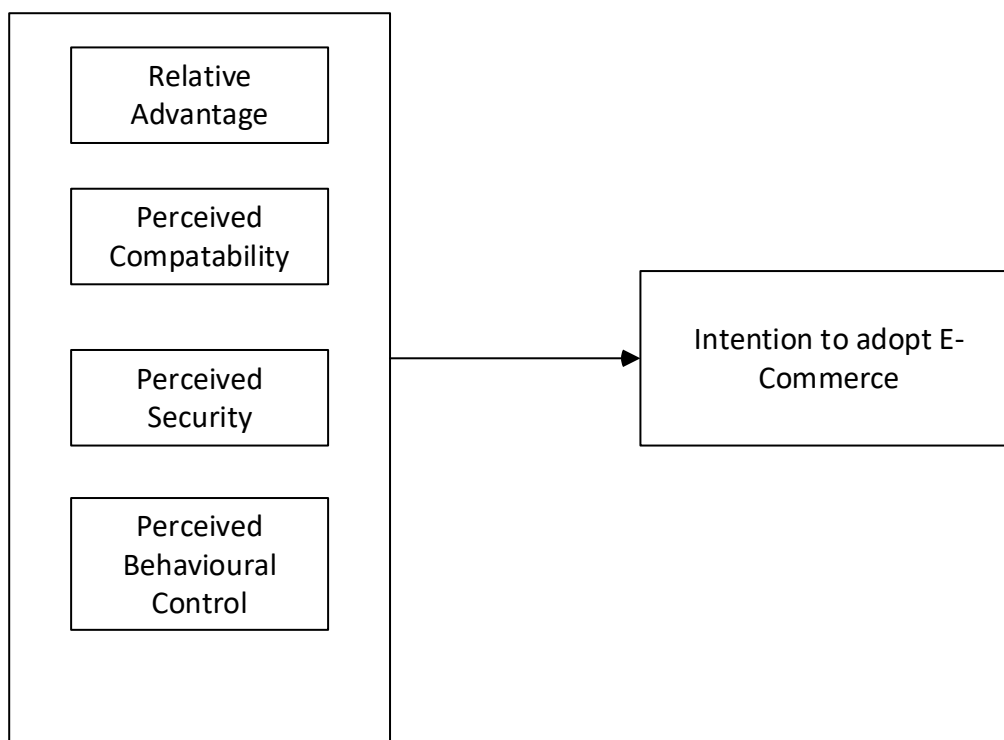 Relative
Advantage
Perceived
Compatability
Perceived
Security
Perceived
Behavioural
Control
Intention to adopt E-
Commerce